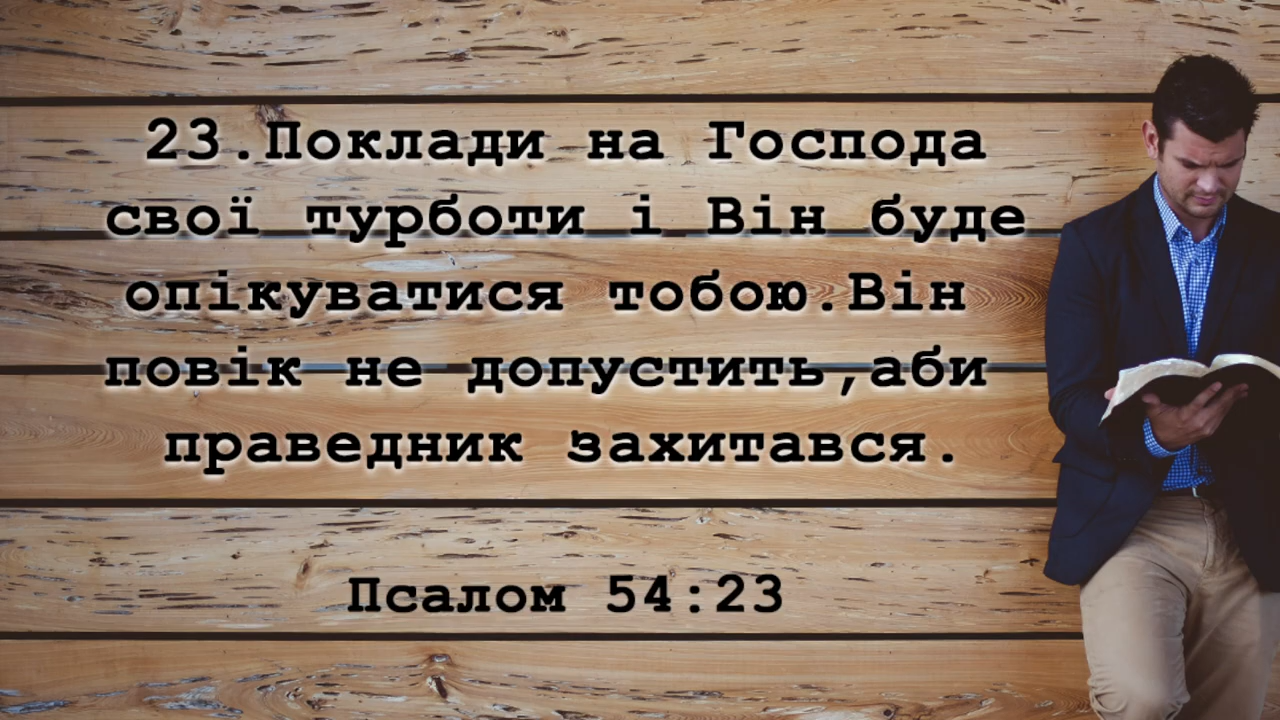 23.Поклади на Господа
свої турботи і Він буде
опікуватися тобою.Він
повік не допустить,аби
праведник захитався.
Псалом 54:23